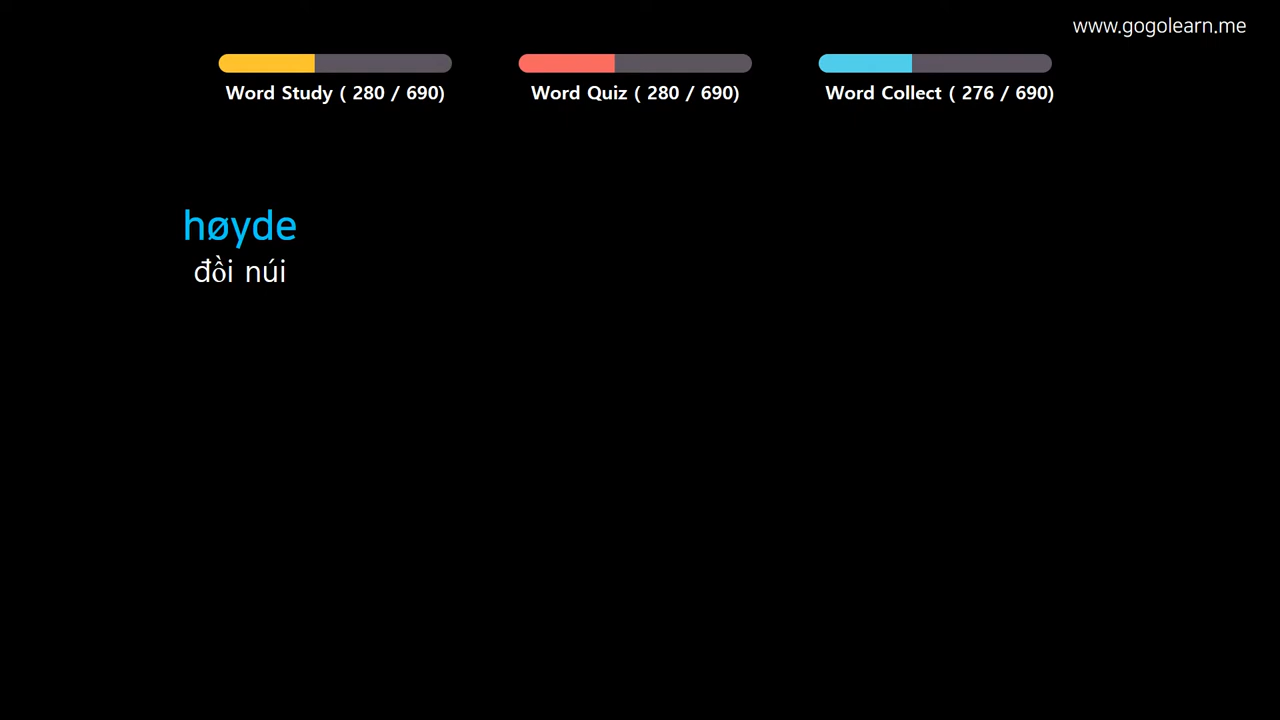 www.gogolearn.me
Word Study ( 280 / 690)
Word Quiz ( 280 / 690)
Word Collect ( 276 / 690)
høyde
đồi núi